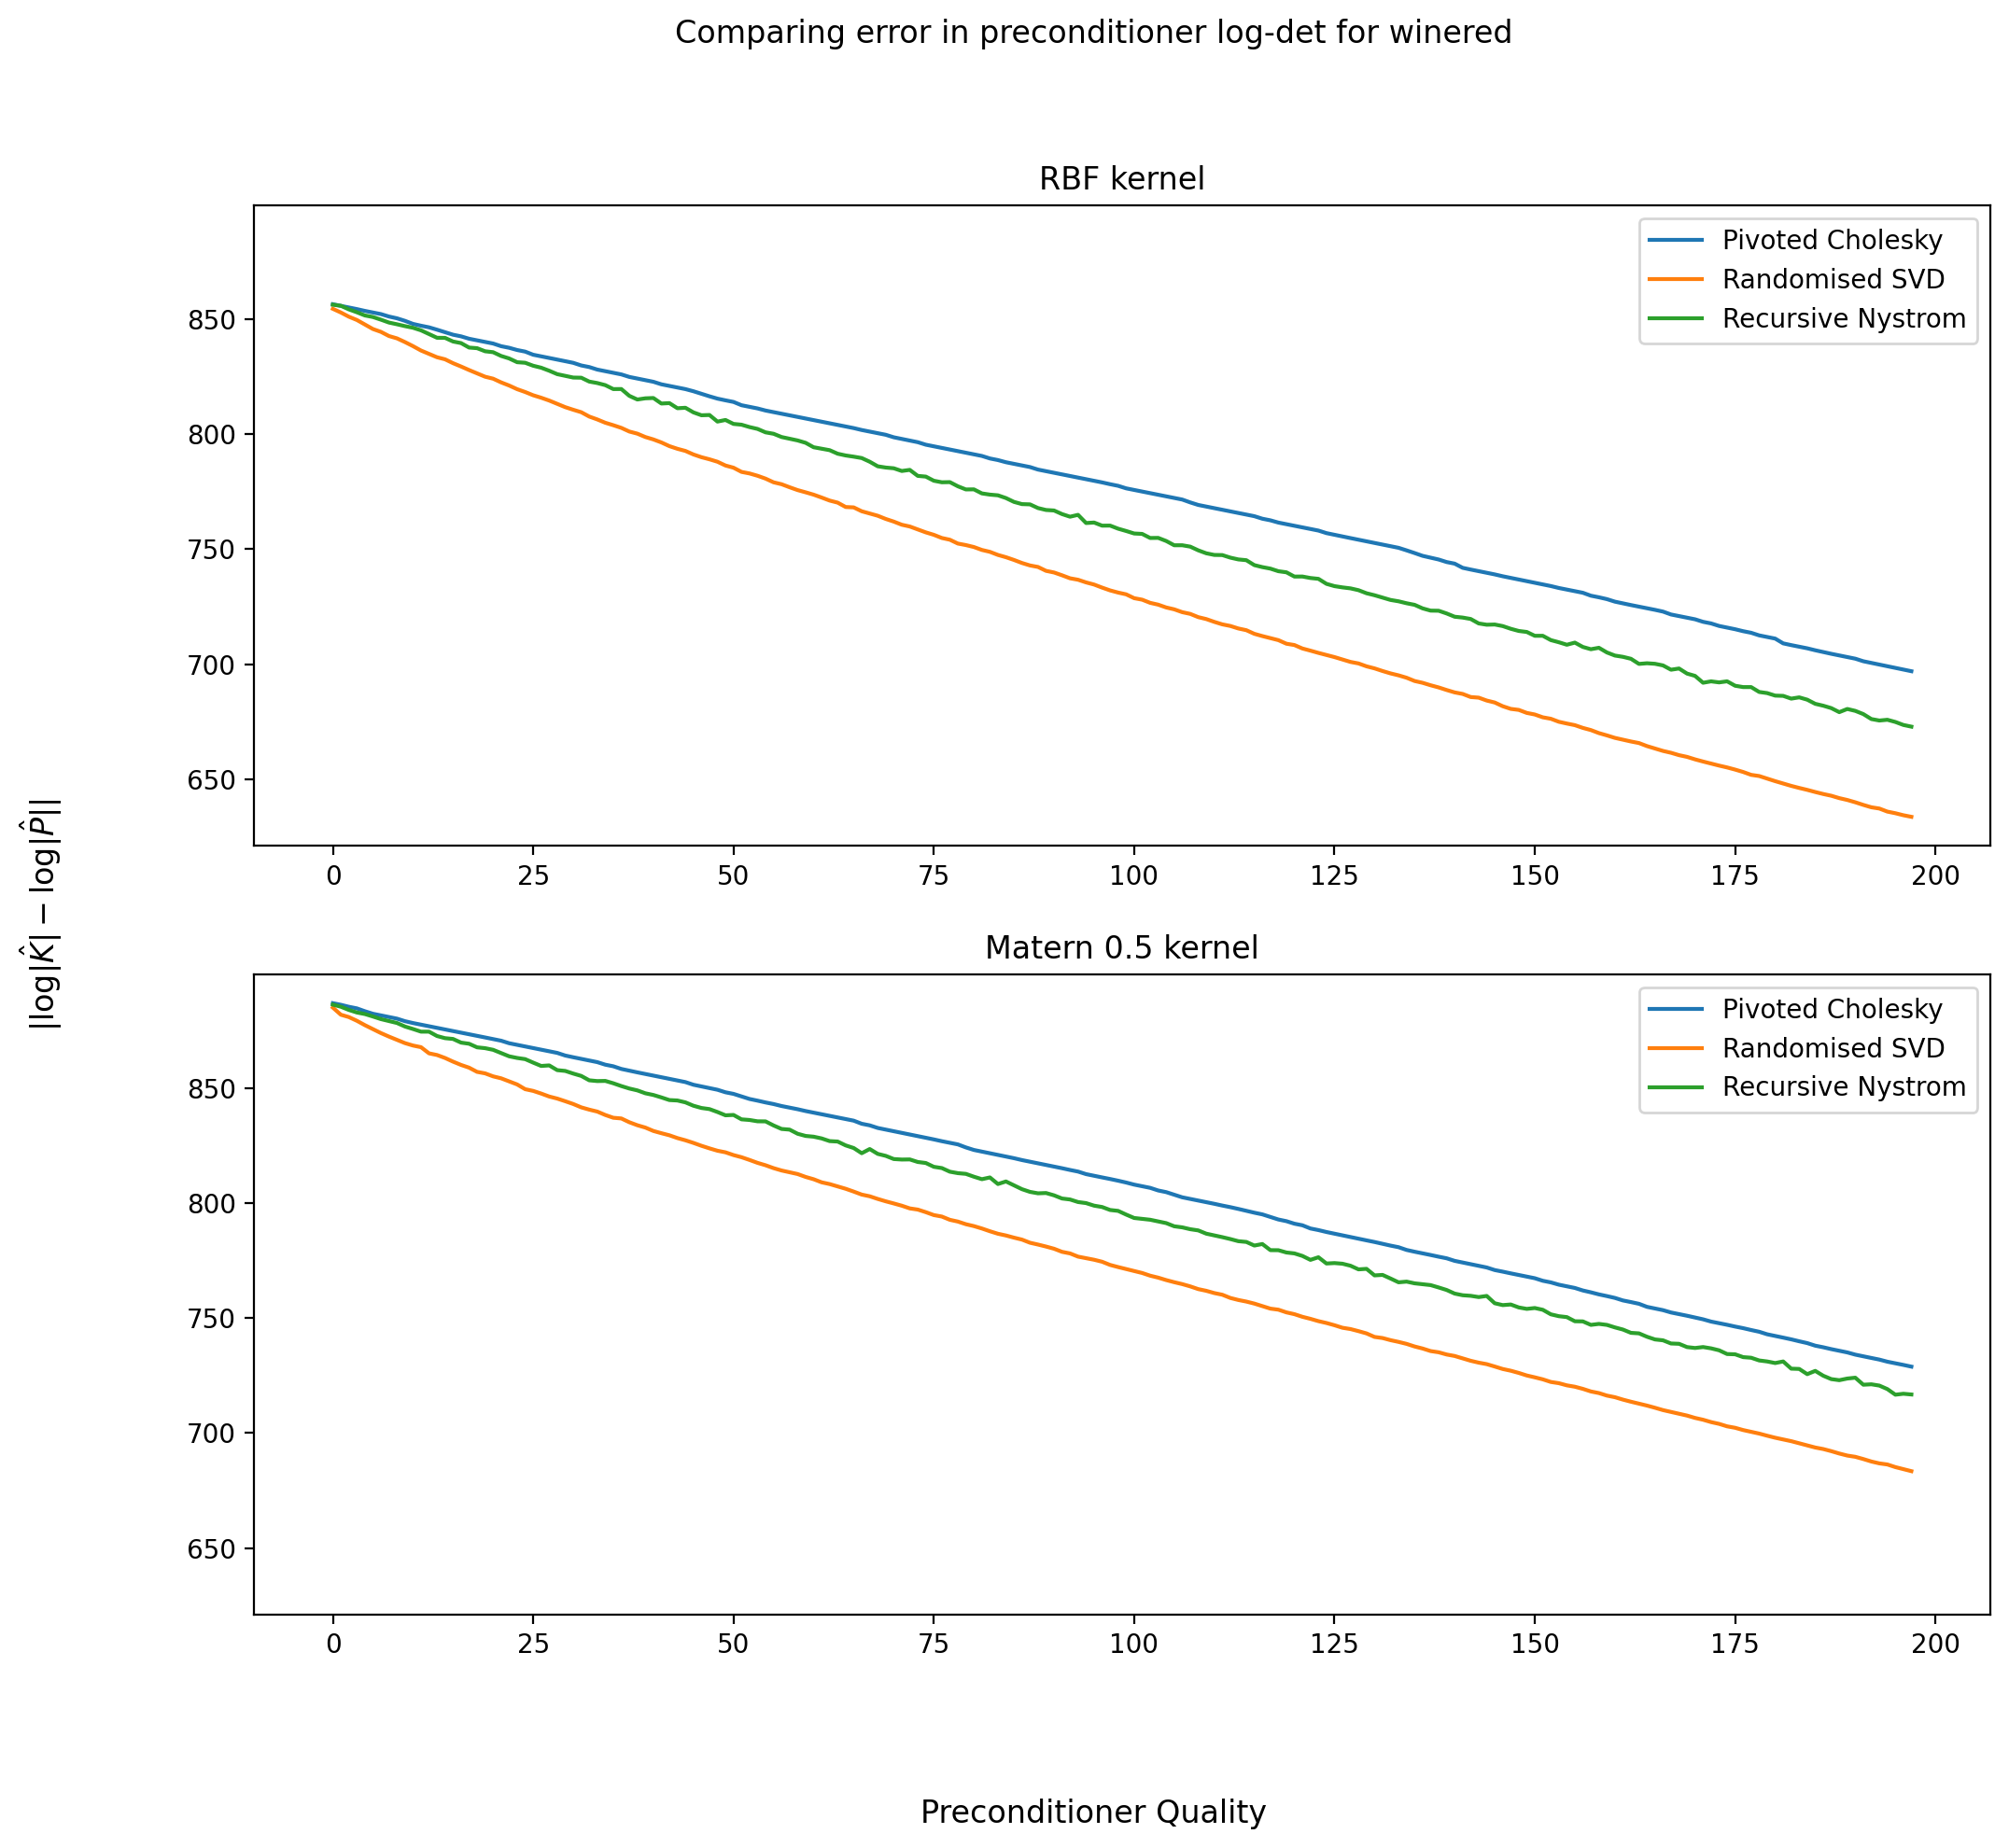 Comparing error in preconditioner log-det for winered
RBF kernel
Pivoted Cholesky
Randomised SVD
Recursive Nystrom
850
800
750
700
650
0 25 50 75 100 125 150 175 200
|log|K̂| − log|P̂||
Matern 0.5 kernel
Pivoted Cholesky
Randomised SVD
Recursive Nystrom
850
800
750
700
650
0 25 50 75 100 125 150 175 200
Preconditioner Quality